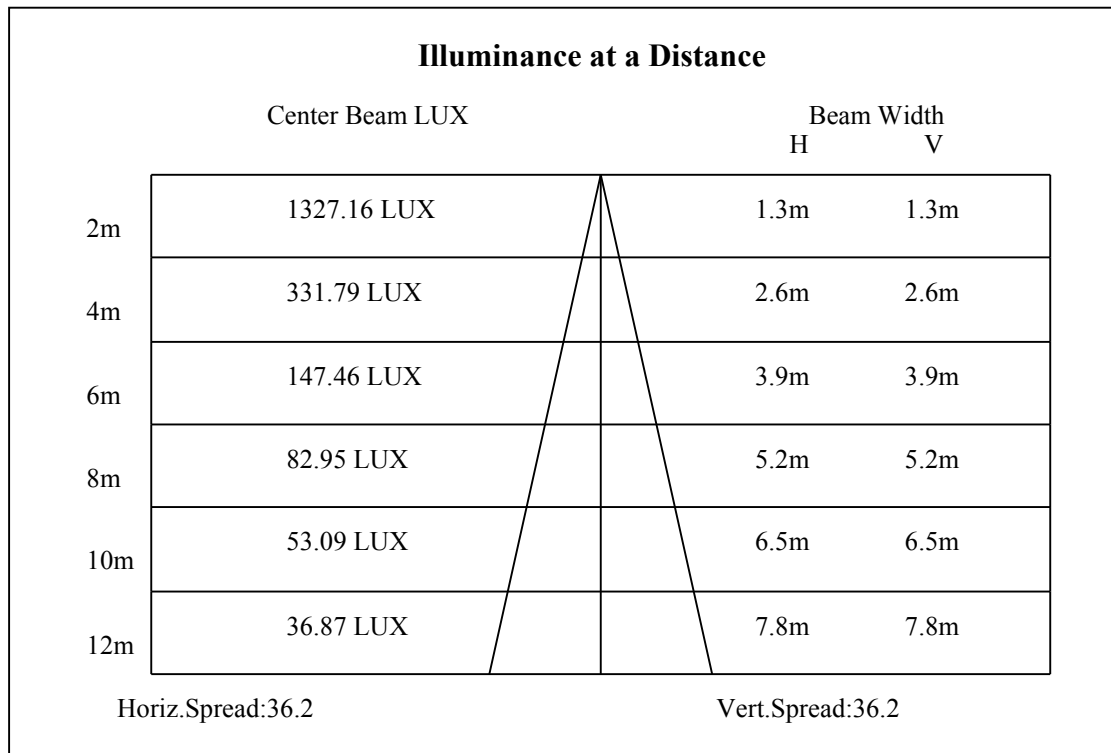 Illuminance at a Distance
Center Beam LUX Beam Width
H V
2m 1327.16 LUX 1.3m 1.3m
4m 331.79 LUX 2.6m 2.6m
6m 147.46 LUX 3.9m 3.9m
8m 82.95 LUX 5.2m 5.2m
10m 53.09 LUX 6.5m 6.5m
12m 36.87 LUX 7.8m 7.8m
Horiz.Spread:36.2 Vert.Spread:36.2